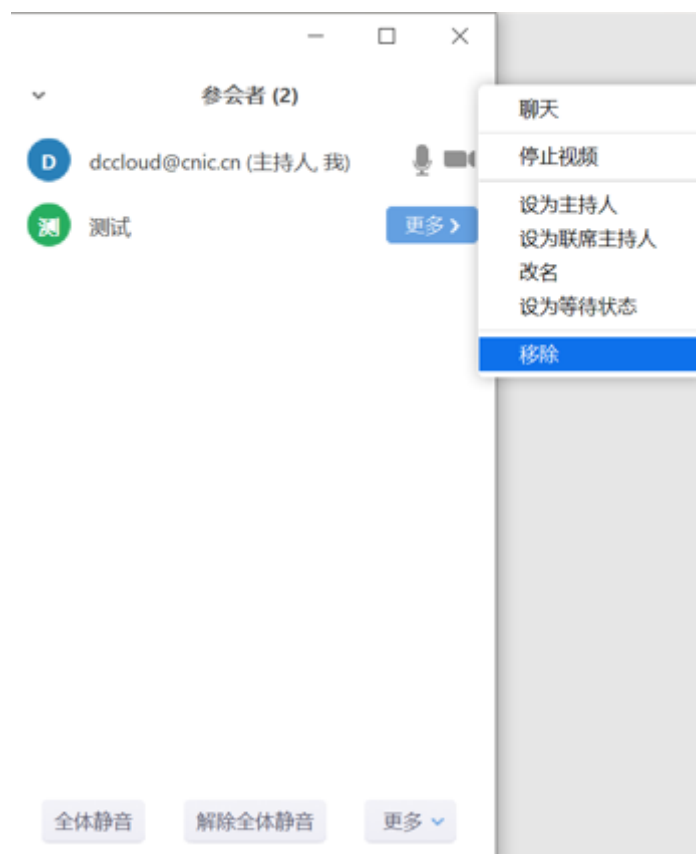 参会者 (2)
D dccloud@cnic.cn (主持人, 我)
测 测试 更多
聊天
停止视频
设为主持人
设为联席主持人
改名
设为等待状态
移除
全体静音 解除全体静音 更多